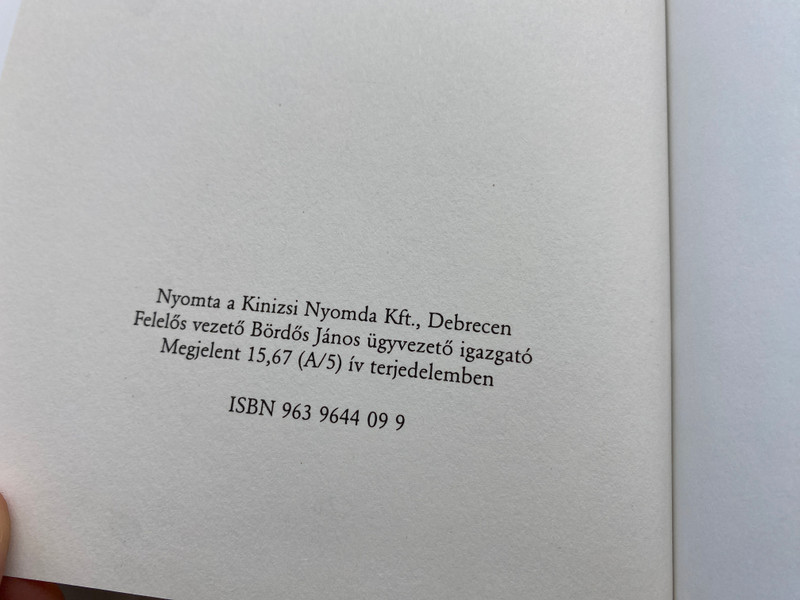 Nyomta a Kinizsi Nyomda Kft., Debrecen
Felelős vezető Bördős János ügyvezető igazgató
Megjelent 15,67 (A/5) ív terjedelemben
ISBN 963 9644 09 9